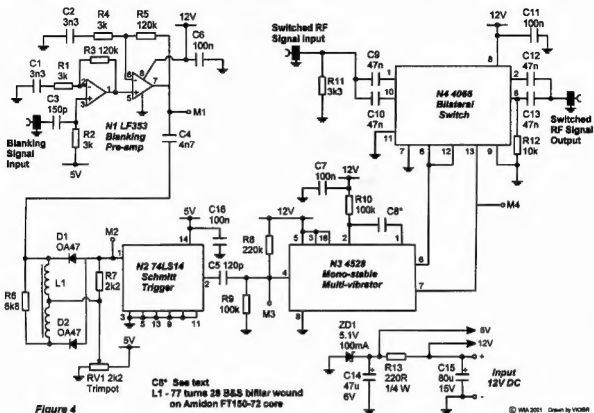 C2
3n3
R4
3k
R5
120k
12V
C6
100n
Switched RF
Signal Input
12V
C11
100n
C1
3n3
R1
3k
R3 120k
C3
150p
N1 LF353
Blanking
Pre-amp
M1
R11
3k3
C9
47n
C10
47n
N4 4066
Bilateral
Switch
C12
47n
C13
47n
Switched
RF Signal
Output
R12
10k
Blanking
Signal
Input
R2
3k
5V
C4
4n7
C7
100n
12V
R10
100k
C8*
M4
D1
OA47
M2
5V
C16
100n
12V
R8
220k
N2 74LS14
Schmitt
Trigger
C5 120p
N3 4528
Mono-stable
Multi-vibrator
R6
6k8
L1
R7
2k2
D2
OA47
R9
100k
M3
RV1 2k2
Trimpot
5V
ZD1
5.1V
100mA
C14
47u
6V
R13
220R
1/4 W
C15
80u
15V
12V
Input
12V DC
C8* See text
L1 - 77 turns 28 B&S bifilar wound
on Amidon FT150-72 core
Figure 4
© WIA 2001 Drawn by